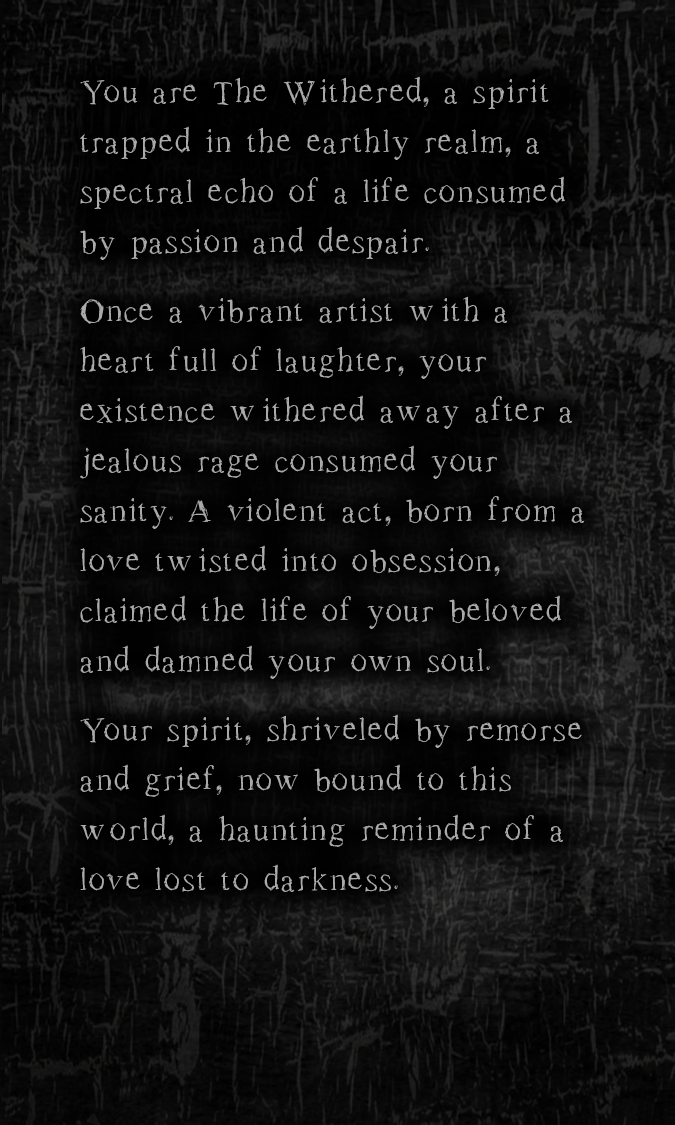 You are The Withered, a spirit
trapped in the earthly realm, a
spectral echo of a life consumed
by passion and despair.
Once a vibrant artist with a
heart full of laughter, your
existence withered away after a
jealous rage consumed your
sanity. A violent act, born from a
love twisted into obsession,
claimed the life of your beloved
and damned your own soul.
Your spirit, shriveled by remorse
and grief, now bound to this
world, a haunting reminder of a
love lost to darkness.